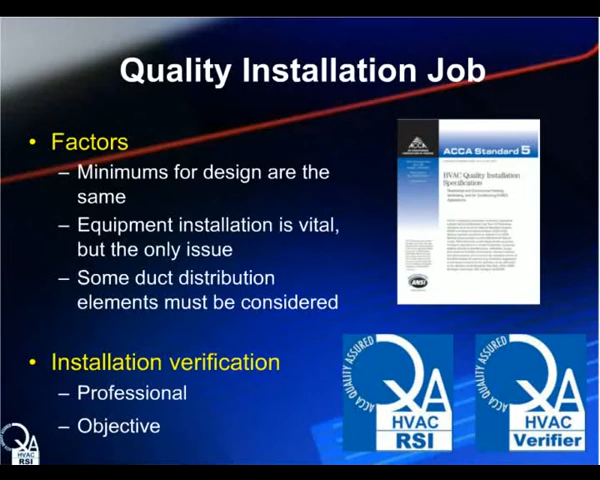 Quality Installation Job
• Factors
– Minimums for design are the
same
– Equipment installation is vital,
but the only issue
– Some duct distribution
elements must be considered
• Installation verification
– Professional
– Objective
ACCA
ACCA Standard 5
HVAC Quality Installation
Specification
ANSI
ACCA QUALITY ASSURED
QA
HVAC
RSI
ACCA QUALITY ASSURED
QA
HVAC
Verifier
QA
HVAC
RSI